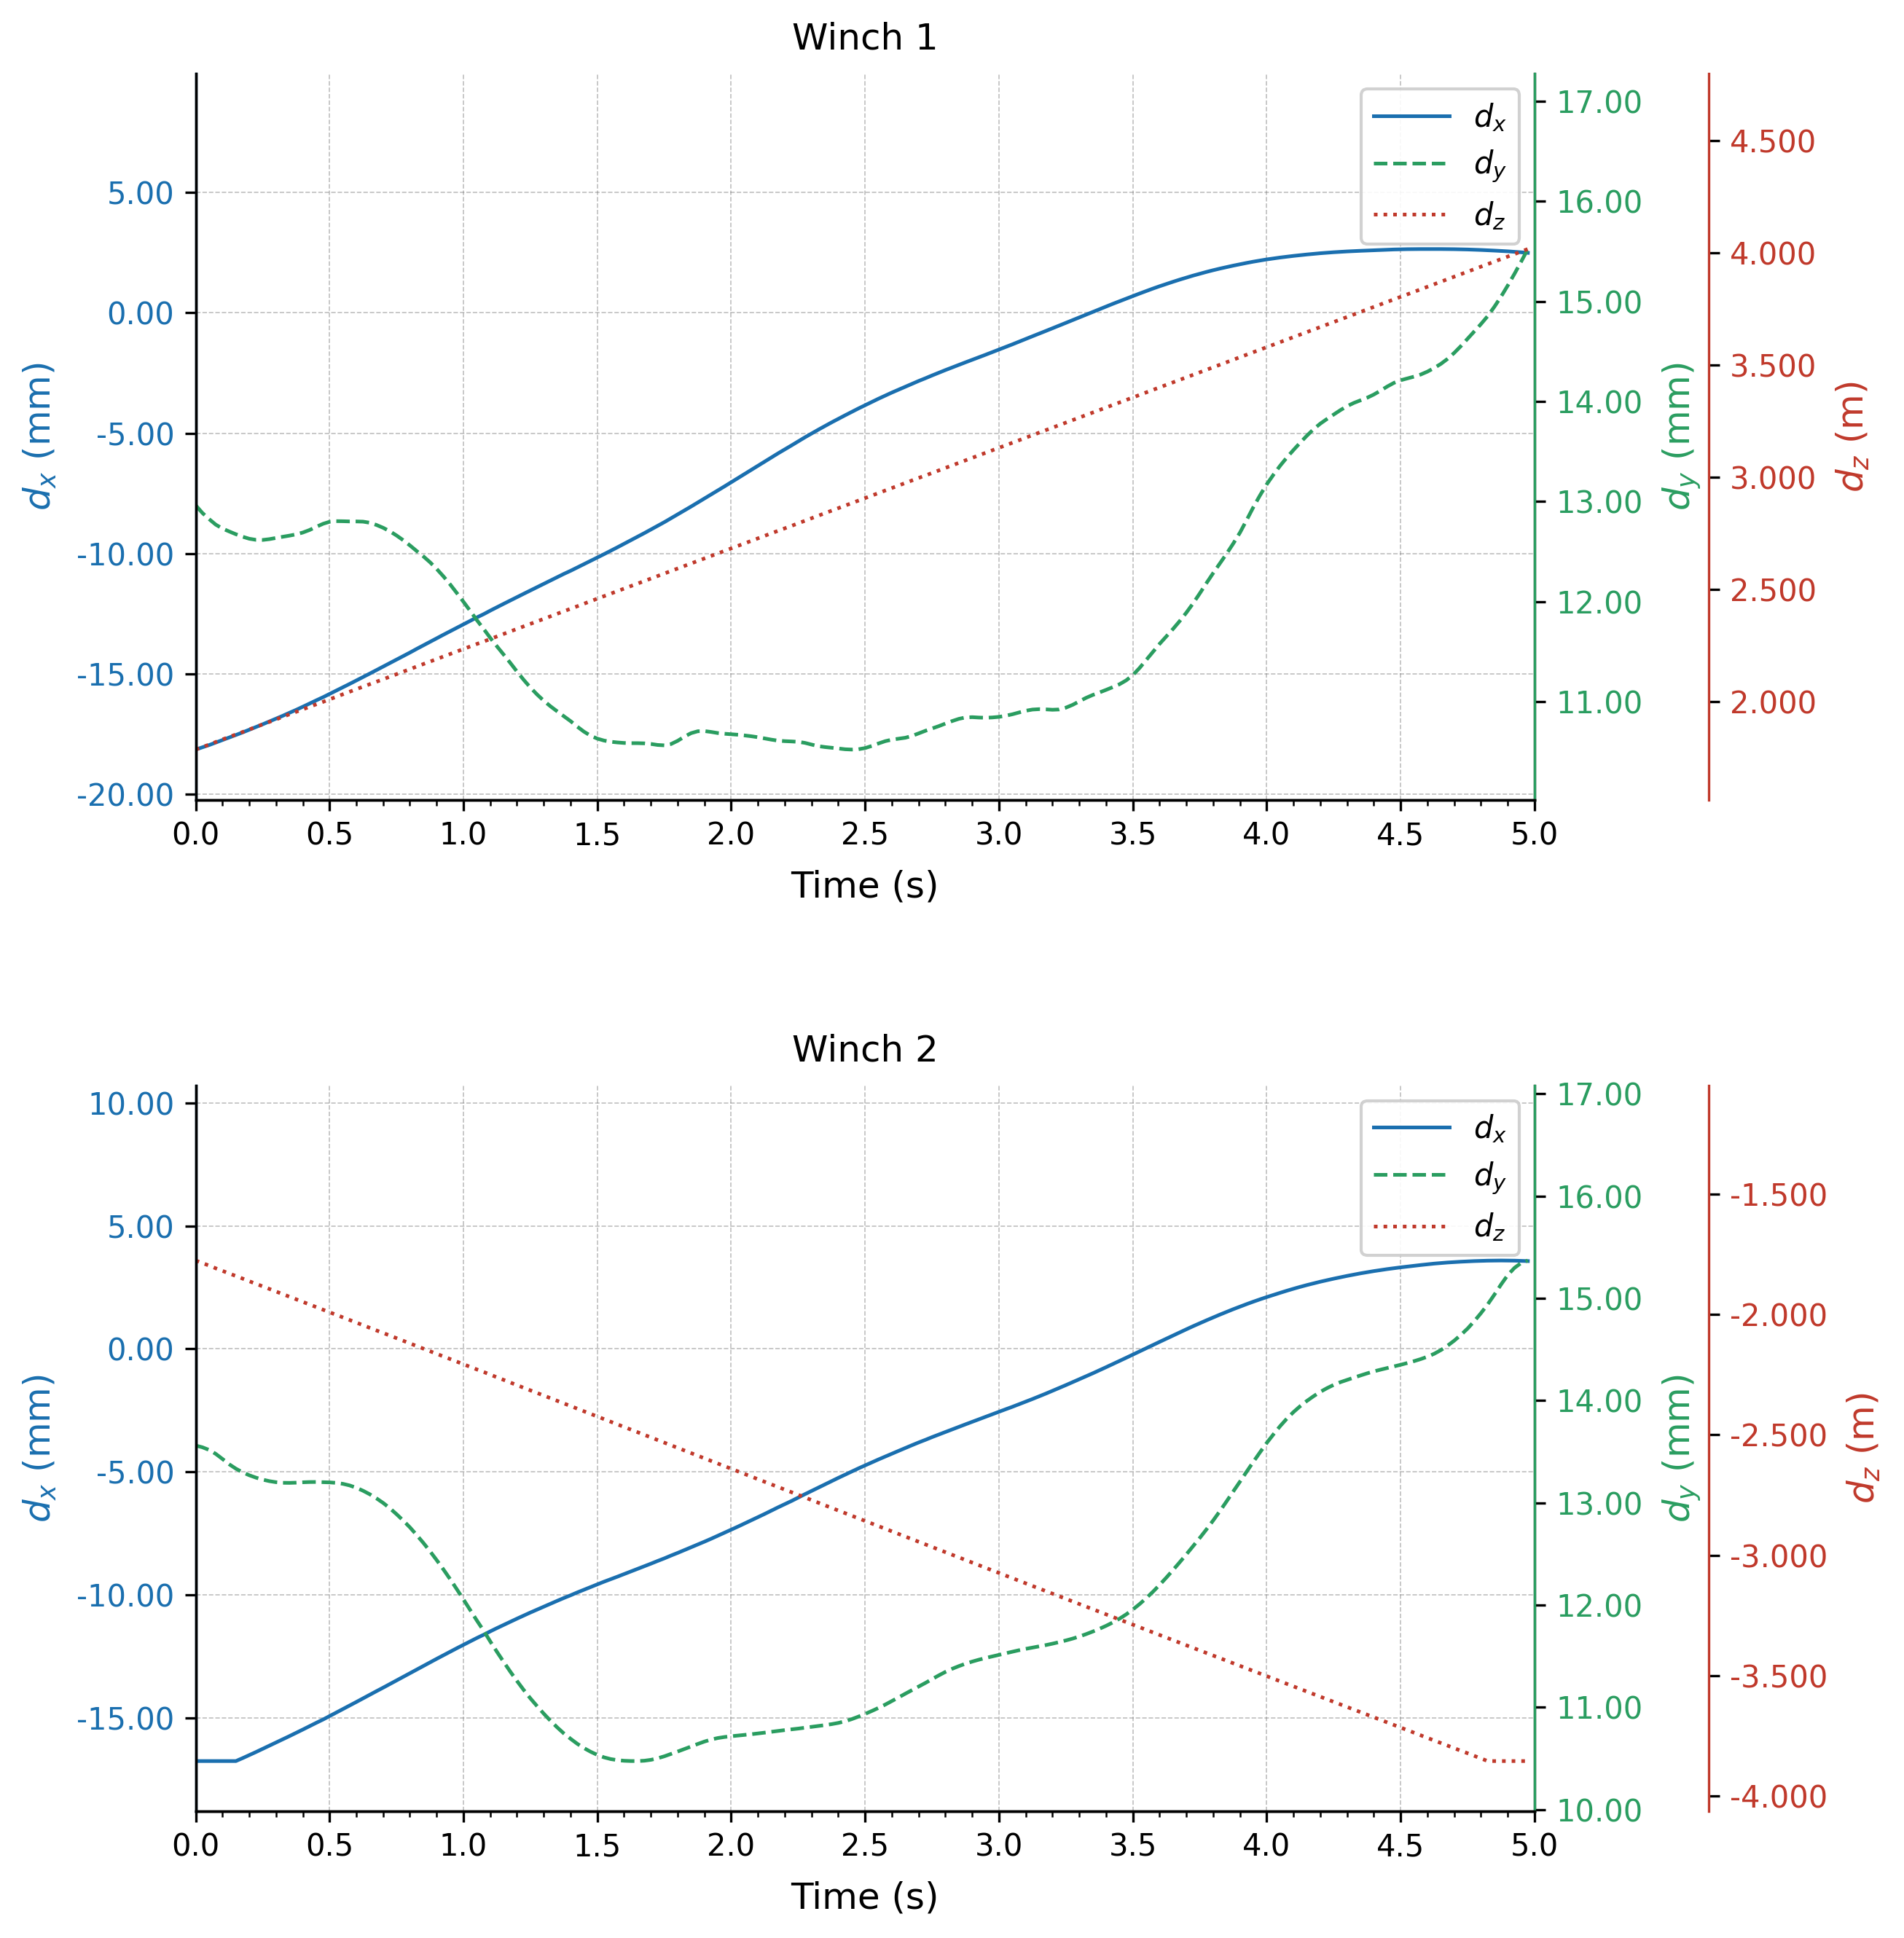 Winch 1
5.00
0.00
-5.00
-10.00
-15.00
-20.00
d_x (mm)
d_x
d_y
d_z
17.00
16.00
15.00
14.00
13.00
12.00
11.00
d_y (mm)
4.500
4.000
3.500
3.000
2.500
2.000
d_z (m)
0.0 0.5 1.0 1.5 2.0 2.5 3.0 3.5 4.0 4.5 5.0
Time (s)
Winch 2
10.00
5.00
0.00
-5.00
-10.00
-15.00
d_x (mm)
d_x
d_y
d_z
17.00
16.00
15.00
14.00
13.00
12.00
11.00
10.00
d_y (mm)
-1.500
-2.000
-2.500
-3.000
-3.500
-4.000
d_z (m)
0.0 0.5 1.0 1.5 2.0 2.5 3.0 3.5 4.0 4.5 5.0
Time (s)